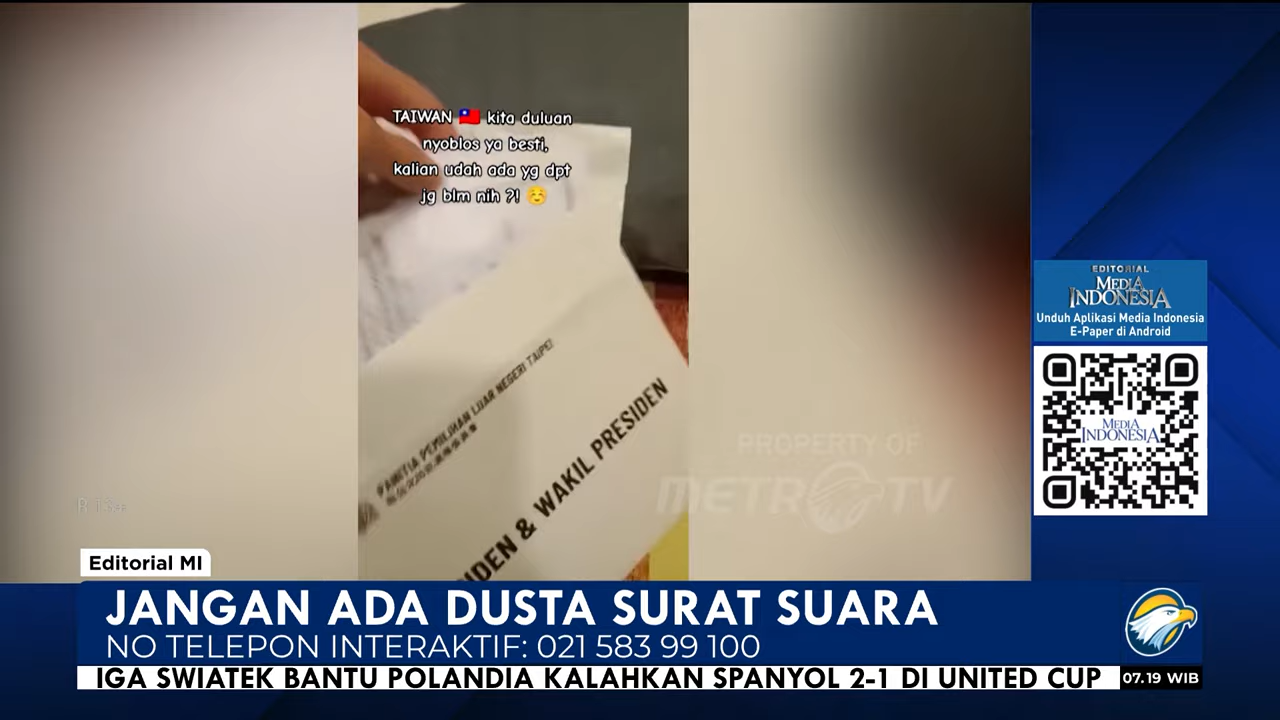 TAIWAN 🇹🇼 kita duluan
nyoblos ya besti,
kalian udah ada yg dpt
jg blm nih ?! ☺️
PANITIA PEMILIHAN LUAR NEGERI TAIPEI
IDEN & WAKIL PRESIDEN
PROPERTY OF
METRO TV
EDITORIAL
MEDIA
INDONESIA
Unduh Aplikasi Media Indonesia
E-Paper di Android
MEDIA
INDONESIA
Editorial MI
JANGAN ADA DUSTA SURAT SUARA
NO TELEPON INTERAKTIF: 021 583 99 100
IGA SWIATEK BANTU POLANDIA KALAHKAN SPANYOL 2-1 DI UNITED CUP
07.19 WIB